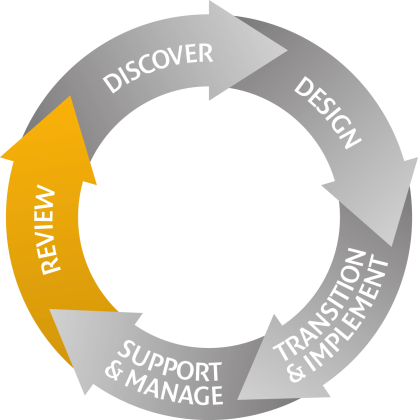 DISCOVER
DESIGN
TRANSITION
& IMPLEMENT
SUPPORT
& MANAGE
REVIEW